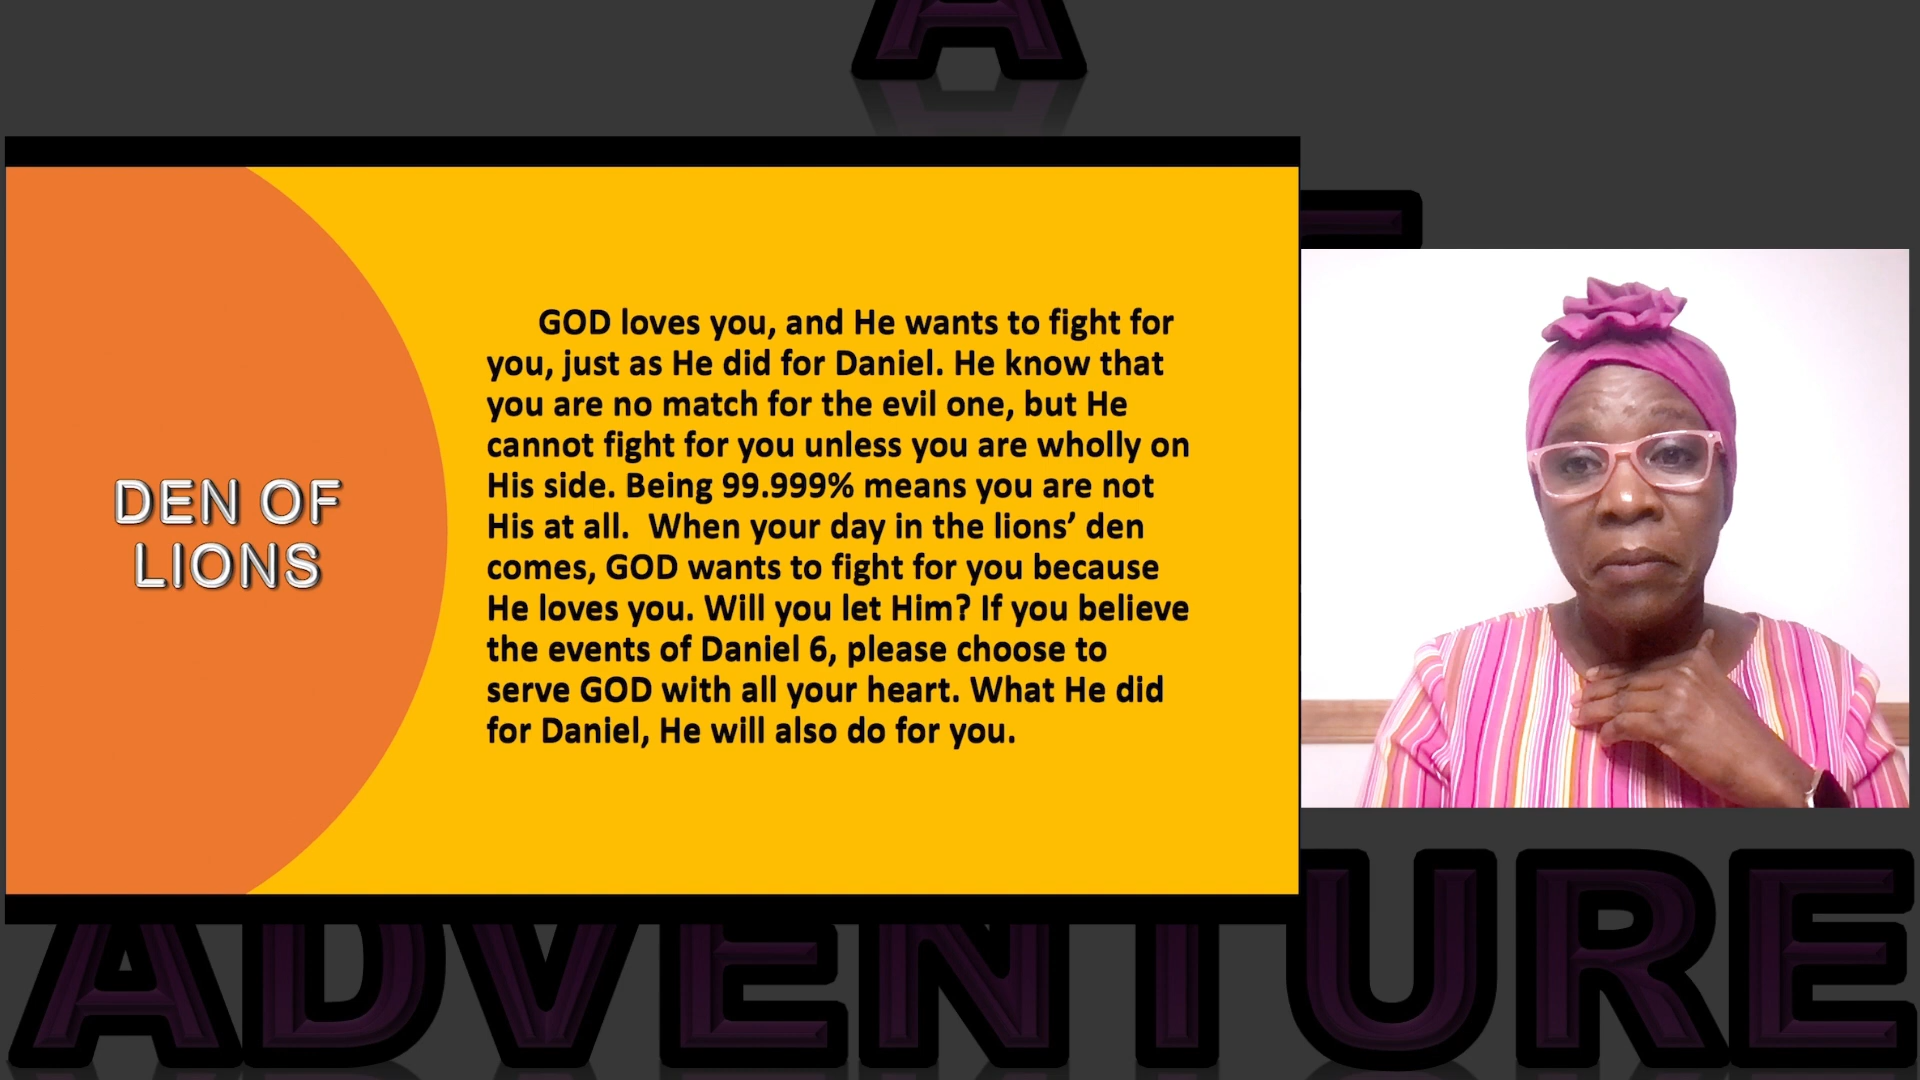 A
DEN OF
LIONS
GOD loves you, and He wants to fight for
you, just as He did for Daniel. He know that
you are no match for the evil one, but He
cannot fight for you unless you are wholly on
His side. Being 99.999% means you are not
His at all.  When your day in the lions’ den
comes, GOD wants to fight for you because
He loves you. Will you let Him? If you believe
the events of Daniel 6, please choose to
serve GOD with all your heart. What He did
for Daniel, He will also do for you.
ADVENTURE